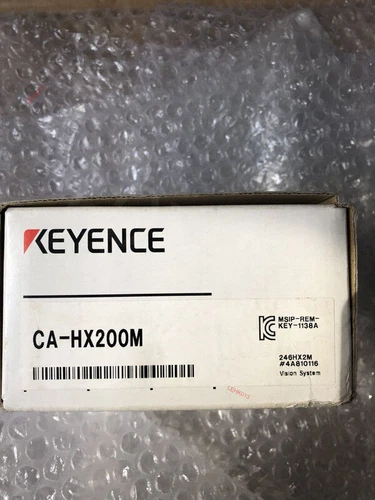 KEYENCE
CA-HX200M
MSIP-REM-
KEY-1138A
246HX2M
#4A810116
Vision System